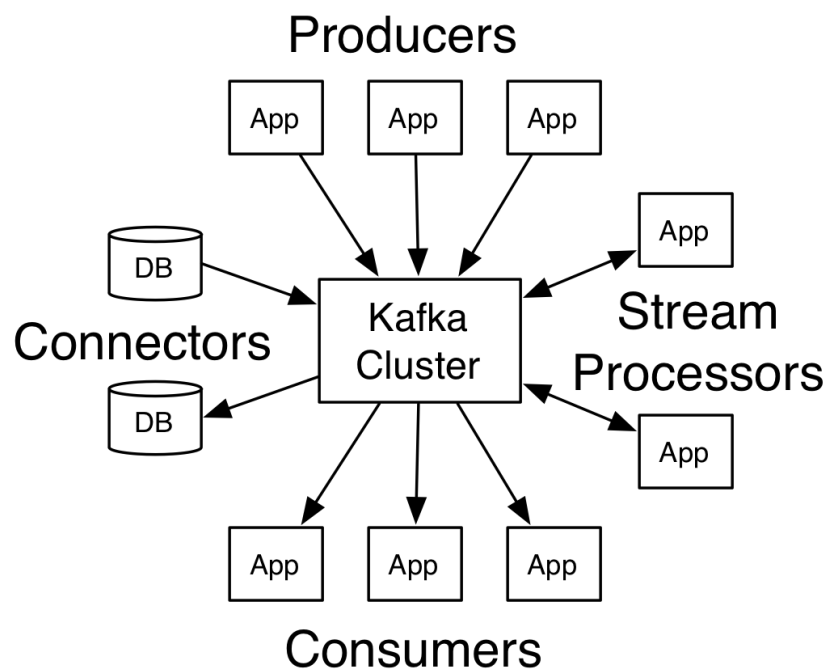 Producers
App
App
App
App
DB
Kafka
Cluster
Stream
Processors
Connectors
DB
App
App
App
App
Consumers